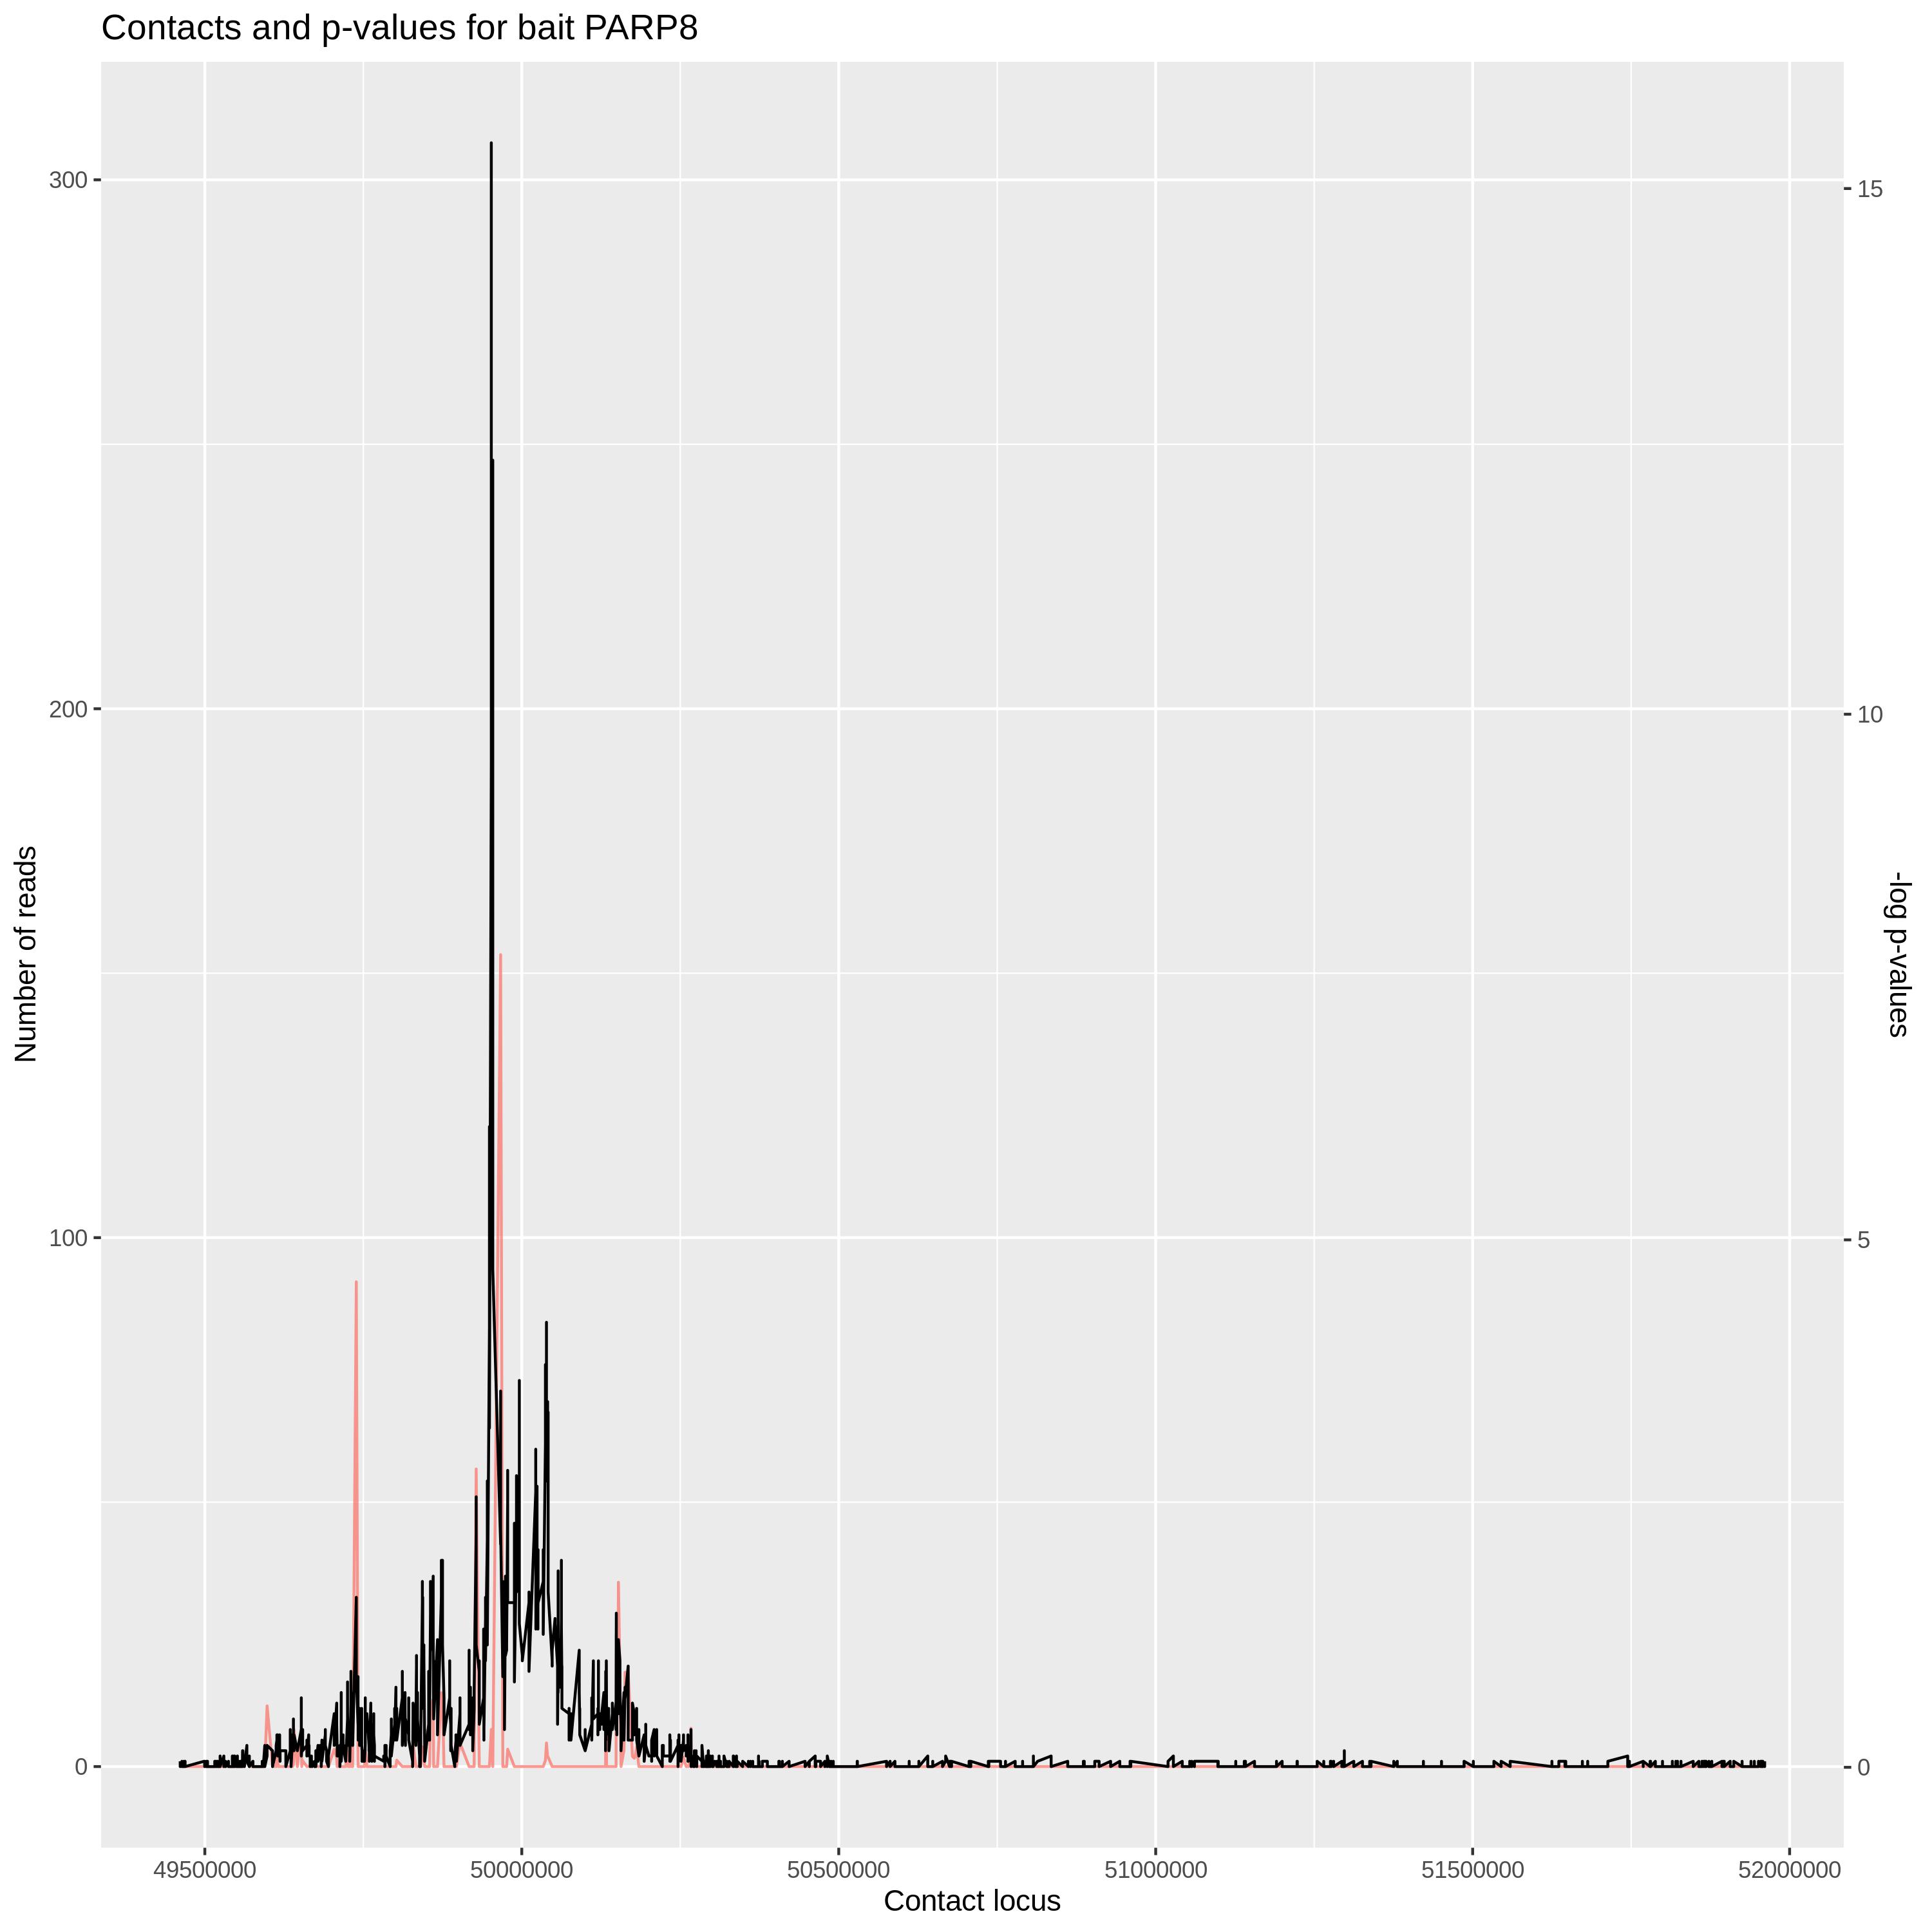 Contacts and p-values for bait PARP8
300
200
100
0
Number of reads
15
10
5
0
-log p-values
49500000 50000000 50500000 51000000 51500000 52000000
Contact locus